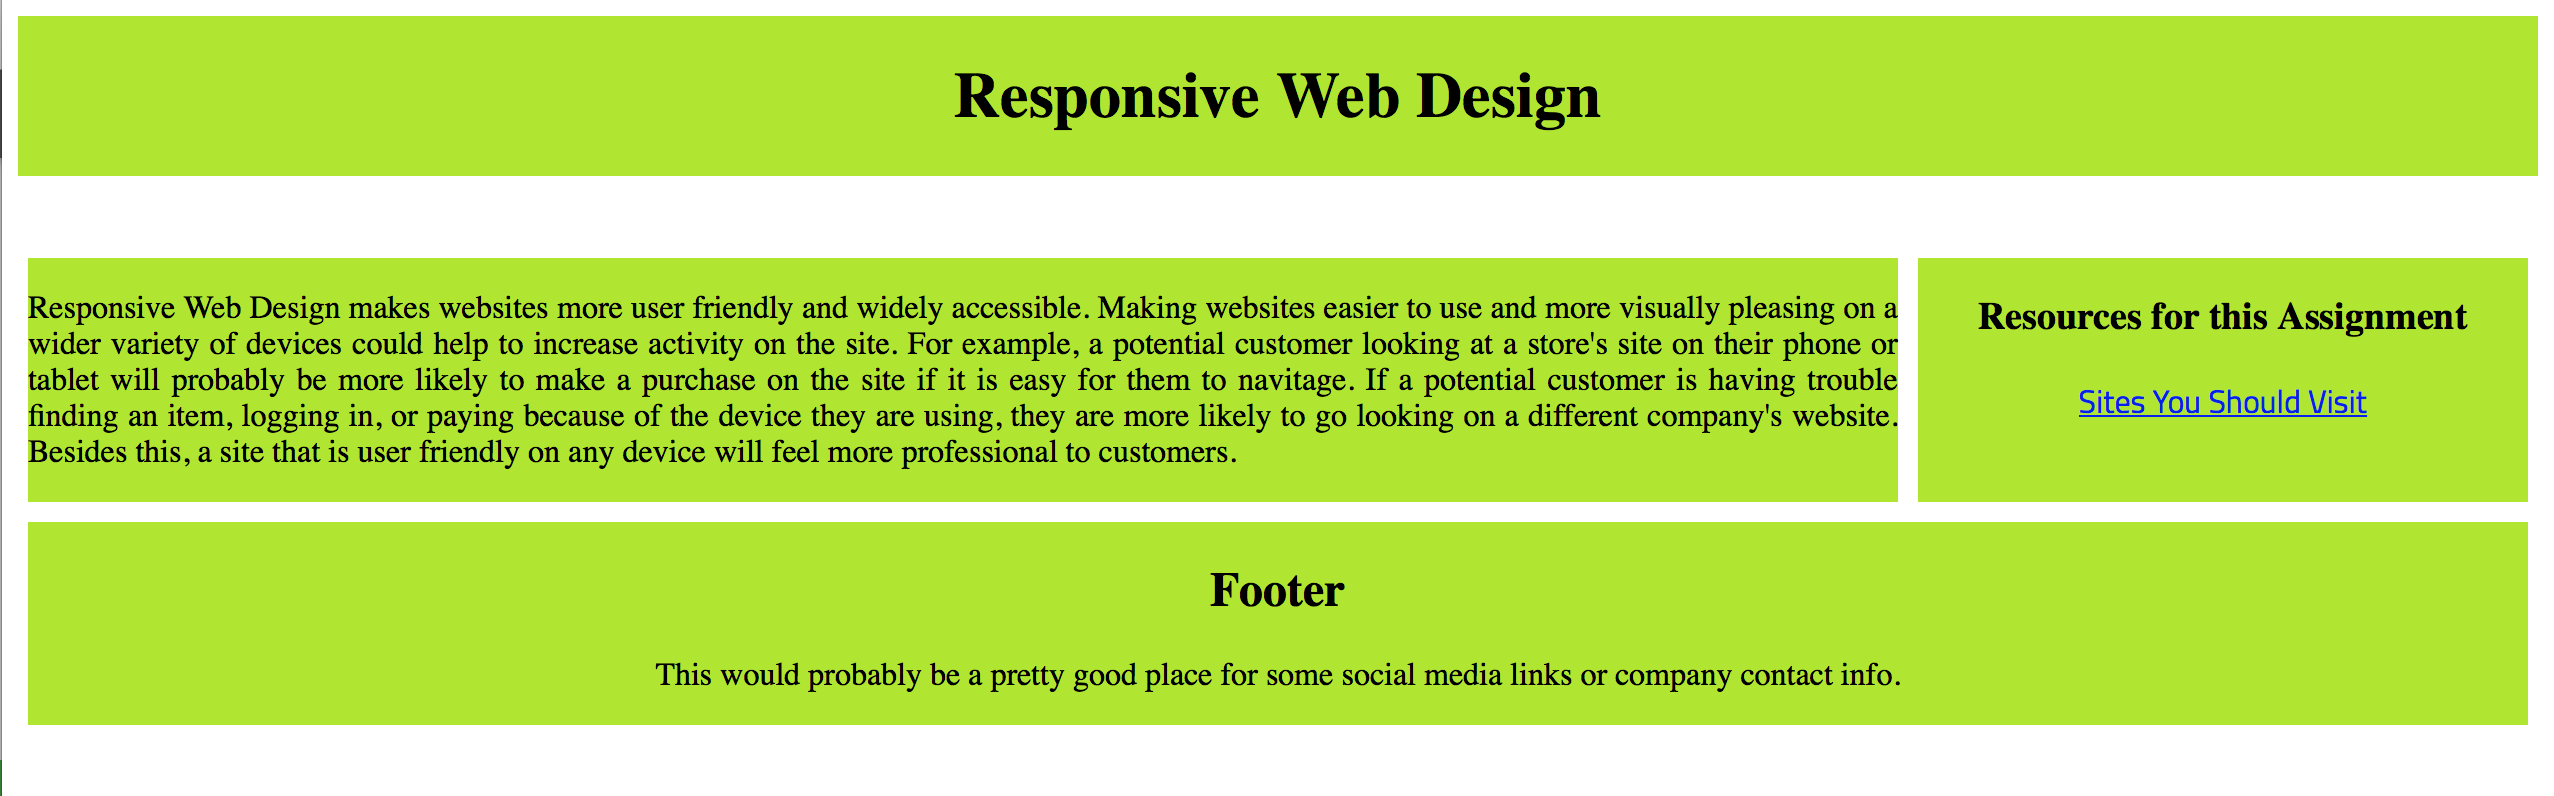 Responsive Web Design
Responsive Web Design makes websites more user friendly and widely accessible. Making websites easier to use and more visually pleasing on a
wider variety of devices could help to increase activity on the site. For example, a potential customer looking at a store's site on their phone or
tablet will probably be more likely to make a purchase on the site if it is easy for them to navitage. If a potential customer is having trouble
finding an item, logging in, or paying because of the device they are using, they are more likely to go looking on a different company's website.
Besides this, a site that is user friendly on any device will feel more professional to customers.
Resources for this Assignment
Sites You Should Visit
Footer
This would probably be a pretty good place for some social media links or company contact info.